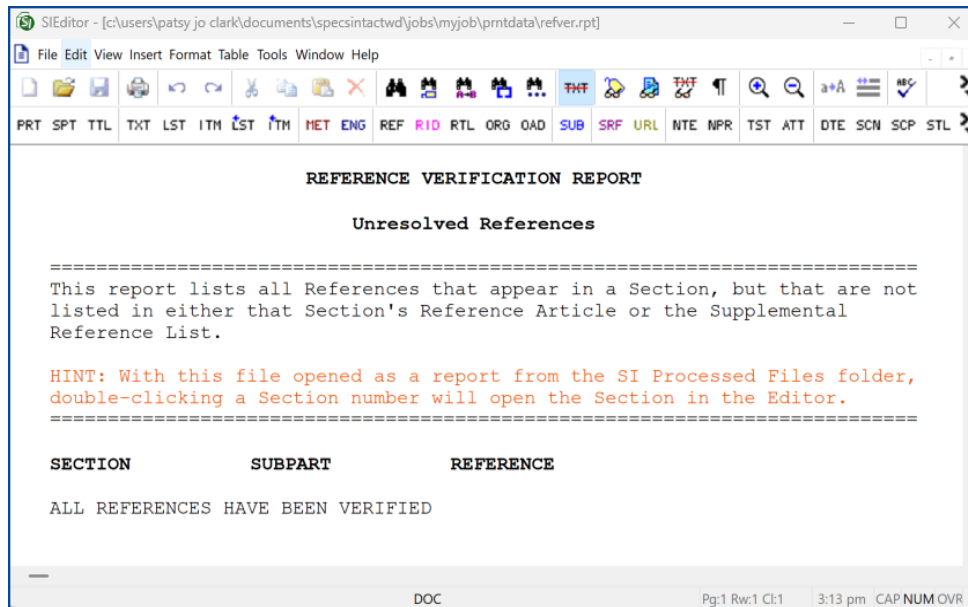 SIEditor - [c:\users\patsy jo clark\documents\specsintactwd\jobs\myjob\prntdata\refver.rpt]
File Edit View Insert Format Table Tools Window Help
TXT TXT a→A ABC
PRT SPT TTL TXT LST ITM LST ITM MET ENG REF RID RTL ORG OAD SUB SRF URL NTE NPR TST ATT DTE SCN SCP STL
REFERENCE VERIFICATION REPORT
Unresolved References
===========================================================================
This report lists all References that appear in a Section, but that are not
listed in either that Section's Reference Article or the Supplemental
Reference List.
HINT: With this file opened as a report from the SI Processed Files folder,
double-clicking a Section number will open the Section in the Editor.
===========================================================================
SECTION SUBPART REFERENCE
ALL REFERENCES HAVE BEEN VERIFIED
DOC Pg:1 Rw:1 Cl:1 3:13 pm CAP NUM OVR